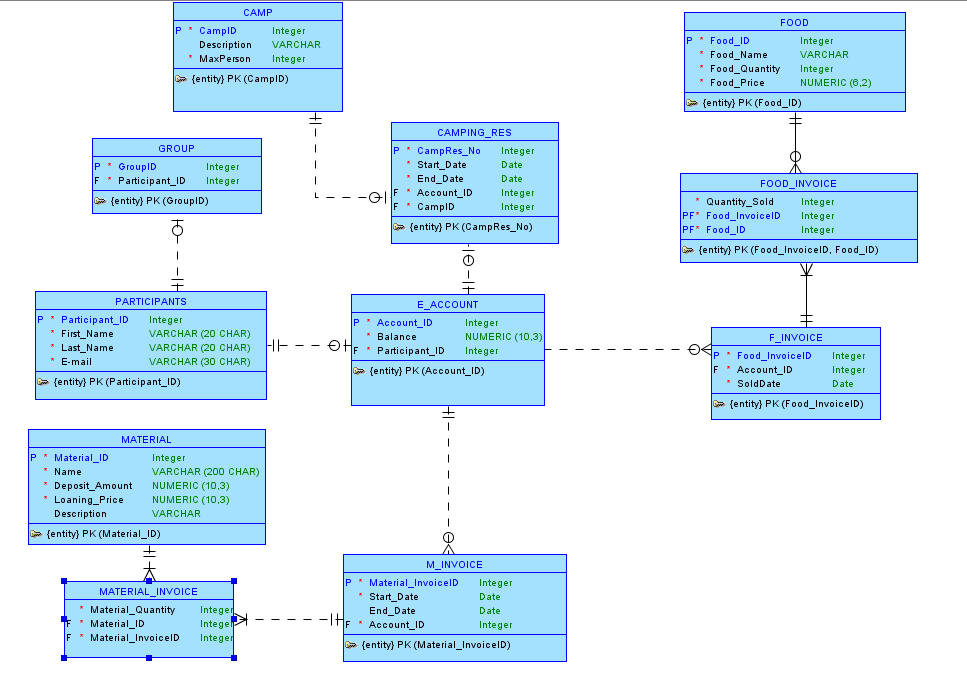 CAMP
P * CampID Integer
Description VARCHAR
* MaxPerson Integer
{entity} PK (CampID)
FOOD
P * Food_ID Integer
* Food_Name VARCHAR
* Food_Quantity Integer
* Food_Price NUMERIC (6,2)
{entity} PK (Food_ID)
CAMPING_RES
P * CampRes_No Integer
* Start_Date Date
* End_Date Date
F * Account_ID Integer
F * CampID Integer
{entity} PK (CampRes_No)
GROUP
P * GroupID Integer
F * Participant_ID Integer
{entity} PK (GroupID)
FOOD_INVOICE
* Quantity_Sold Integer
PF* Food_InvoiceID Integer
PF* Food_ID Integer
{entity} PK (Food_InvoiceID, Food_ID)
PARTICIPANTS
P * Participant_ID Integer
* First_Name VARCHAR (20 CHAR)
* Last_Name VARCHAR (20 CHAR)
* E-mail VARCHAR (30 CHAR)
{entity} PK (Participant_ID)
E_ACCOUNT
P * Account_ID Integer
* Balance NUMERIC (10,3)
F * Participant_ID Integer
{entity} PK (Account_ID)
F_INVOICE
P * Food_InvoiceID Integer
F * Account_ID Integer
* SoldDate Date
{entity} PK (Food_InvoiceID)
MATERIAL
P * Material_ID Integer
* Name VARCHAR (200 CHAR)
* Deposit_Amount NUMERIC (10,3)
* Loaning_Price NUMERIC (10,3)
Description VARCHAR
{entity} PK (Material_ID)
M_INVOICE
P * Material_InvoiceID Integer
* Start_Date Date
End_Date Date
F * Account_ID Integer
{entity} PK (Material_InvoiceID)
MATERIAL_INVOICE
* Material_Quantity Integer
F * Material_ID Integer
F * Material_InvoiceID Integer